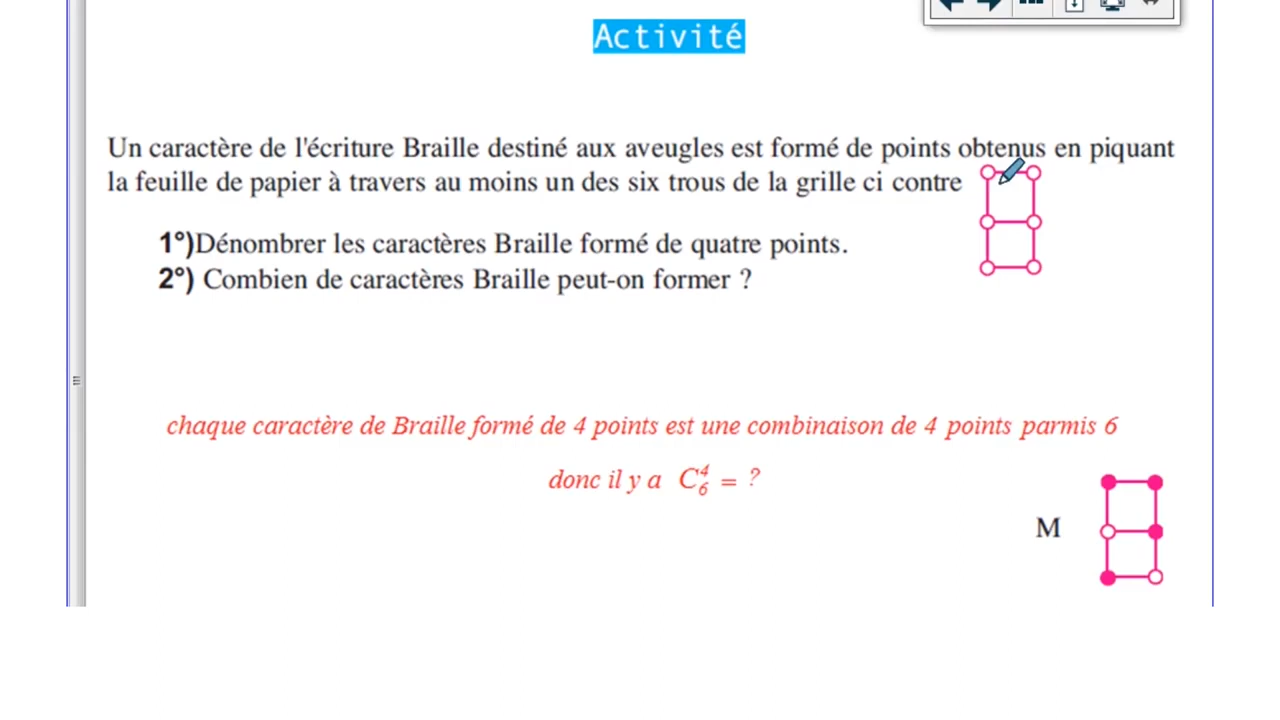 Activité
Un caractère de l'écriture Braille destiné aux aveugles est formé de points obtenus en piquant
la feuille de papier à travers au moins un des six trous de la grille ci contre
1°)Dénombrer les caractères Braille formé de quatre points.
2°) Combien de caractères Braille peut-on former ?
chaque caractère de Braille formé de 4 points est une combinaison de 4 points parmis 6
donc il y a C₆⁴ = ?
M